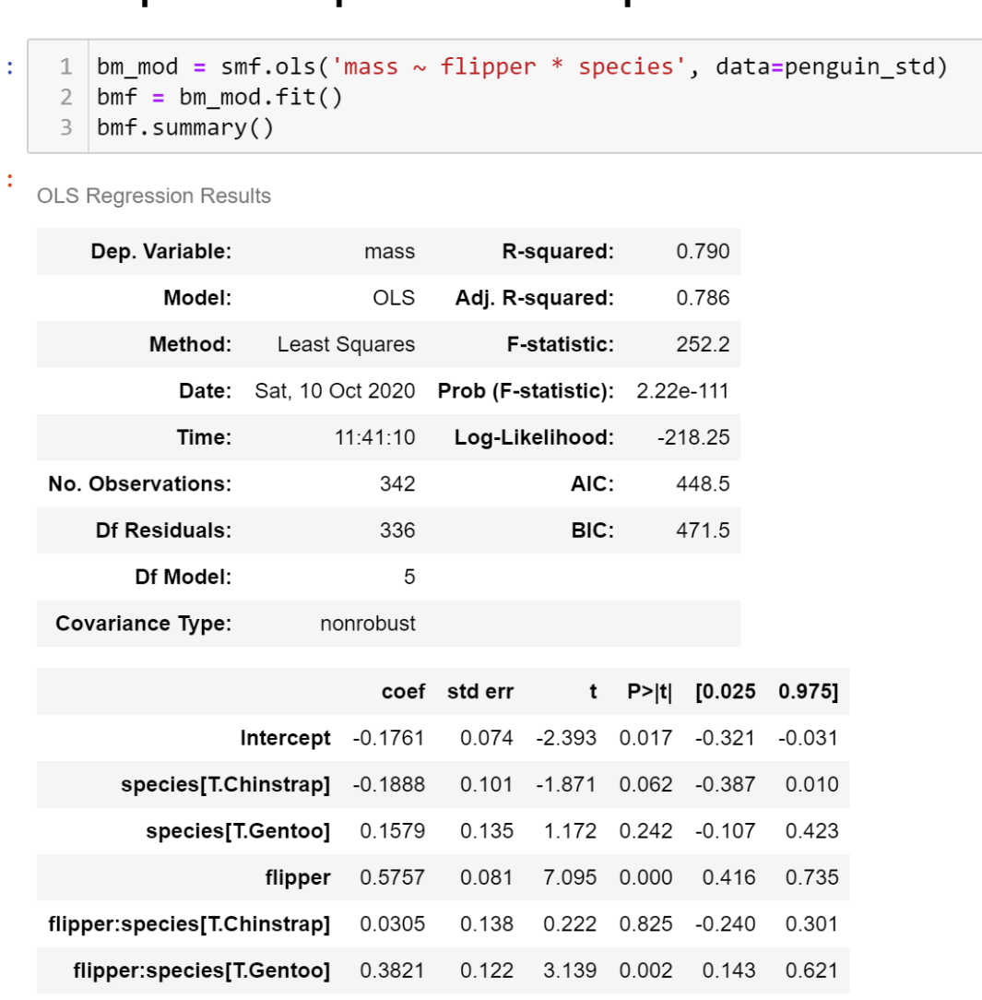 :
1 bm_mod = smf.ols('mass ~ flipper * species', data=penguin_std)
2 bmf = bm_mod.fit()
3 bmf.summary()
:
OLS Regression Results
Dep. Variable: mass R-squared: 0.790
Model: OLS Adj. R-squared: 0.786
Method: Least Squares F-statistic: 252.2
Date: Sat, 10 Oct 2020 Prob (F-statistic): 2.22e-111
Time: 11:41:10 Log-Likelihood: -218.25
No. Observations: 342 AIC: 448.5
Df Residuals: 336 BIC: 471.5
Df Model: 5
Covariance Type: nonrobust
coef std err t P>|t| [0.025 0.975]
Intercept -0.1761 0.074 -2.393 0.017 -0.321 -0.031
species[T.Chinstrap] -0.1888 0.101 -1.871 0.062 -0.387 0.010
species[T.Gentoo] 0.1579 0.135 1.172 0.242 -0.107 0.423
flipper 0.5757 0.081 7.095 0.000 0.416 0.735
flipper:species[T.Chinstrap] 0.0305 0.138 0.222 0.825 -0.240 0.301
flipper:species[T.Gentoo] 0.3821 0.122 3.139 0.002 0.143 0.621